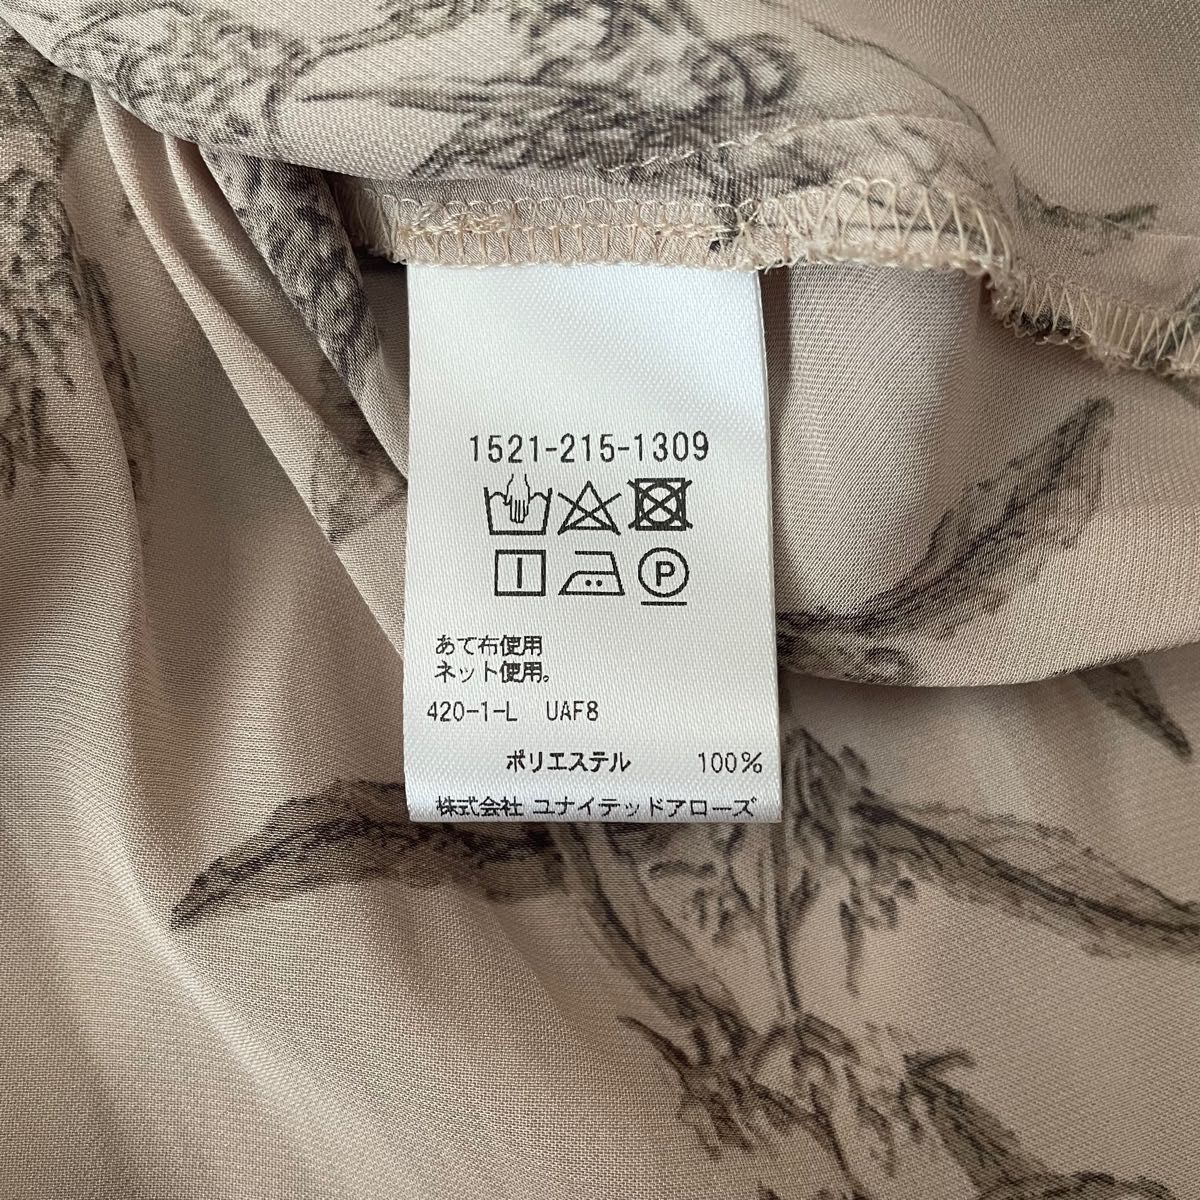 1521-215-1309
P
あて布使用
ネット使用。
420-1-L UAF8
ポリエステル 100%
株式会社 ユナイテッドアローズ